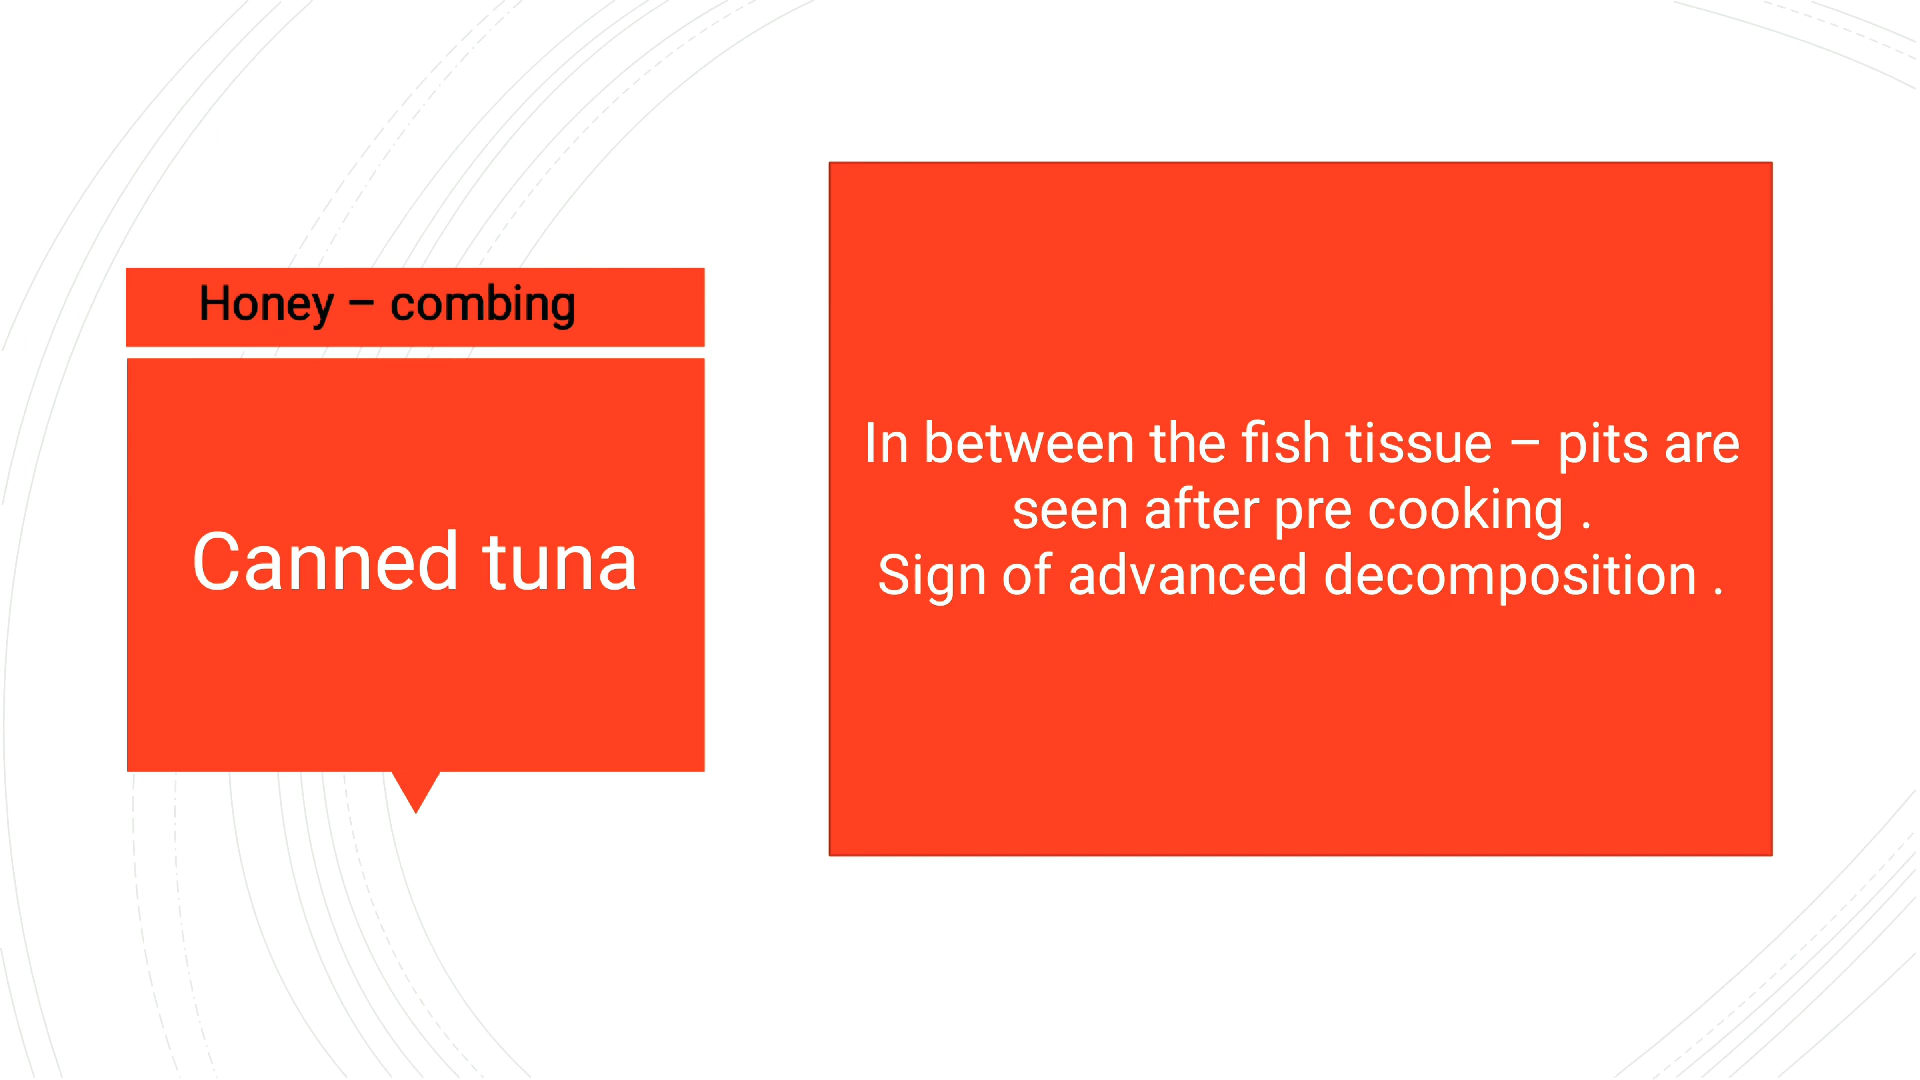 Honey – combing
Canned tuna
In between the fish tissue – pits are
seen after pre cooking .
Sign of advanced decomposition .